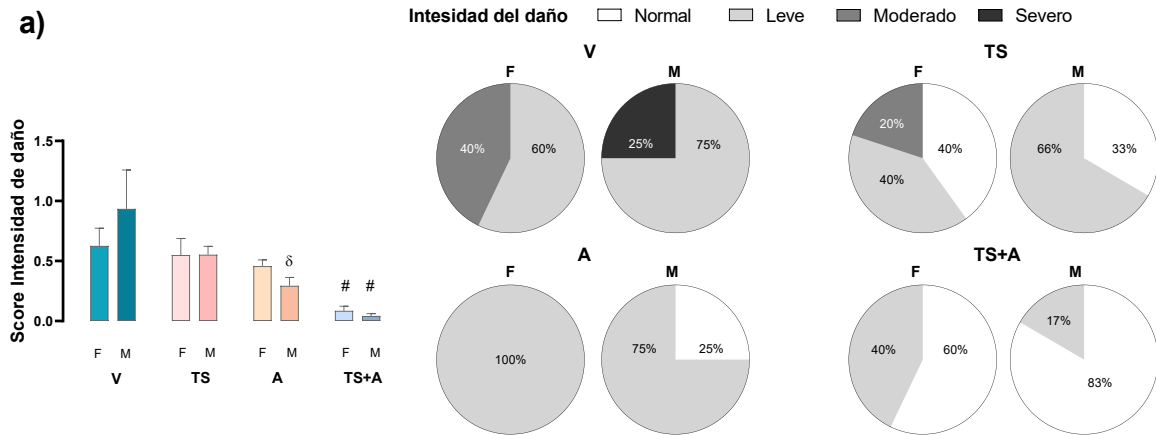 a)
Intesidad del daño Normal Leve Moderado Severo
Score Intensidad de daño
1.5
1.0
0.5
0.0
δ
# #
F M F M F M F M
V TS A TS+A
V
F M
40% 60% 25% 75%
TS
F M
20% 40% 40% 66% 33%
A
F M
100% 75% 25%
TS+A
F M
40% 60% 17% 83%